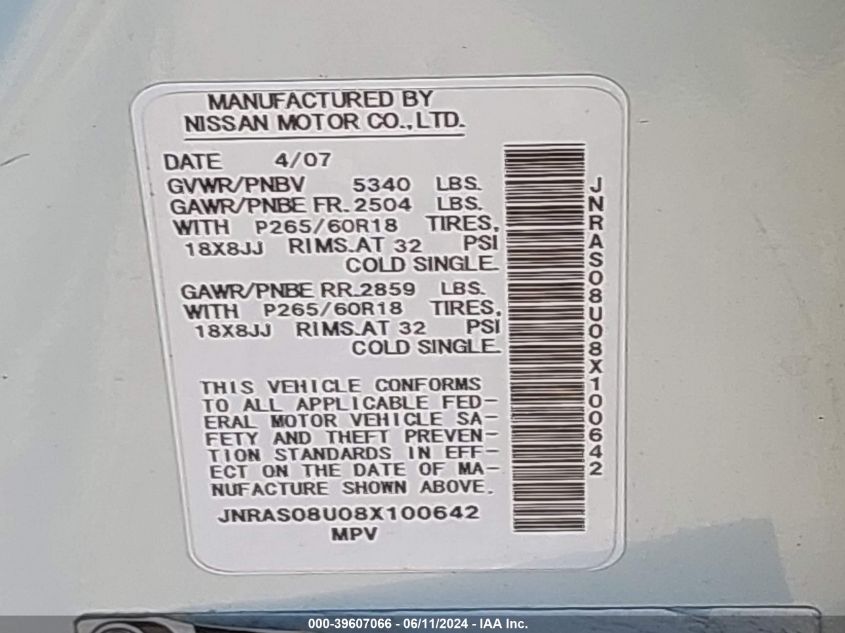 MANUFACTURED BY
NISSAN MOTOR CO.,LTD.
DATE 4/07
GVWR/PNBV 5340 LBS.
GAWR/PNBE FR. 2504 LBS.
WITH P265/60R18 TIRES,
18X8JJ RIMS.AT 32 PSI
COLD SINGLE.
GAWR/PNBE RR.2859 LBS.
WITH P265/60R18 TIRES,
18X8JJ RIMS.AT 32 PSI
COLD SINGLE.
THIS VEHICLE CONFORMS
TO ALL APPLICABLE FED-
ERAL MOTOR VEHICLE SA-
FETY AND THEFT PREVEN-
TION STANDARDS IN EFF-
ECT ON THE DATE OF MA-
NUFACTURE SHOWN ABOVE.
JNRAS08U08X100642
MPV
JNRAS08U08X100642
000-39607066 - 06/11/2024 - IAA Inc.